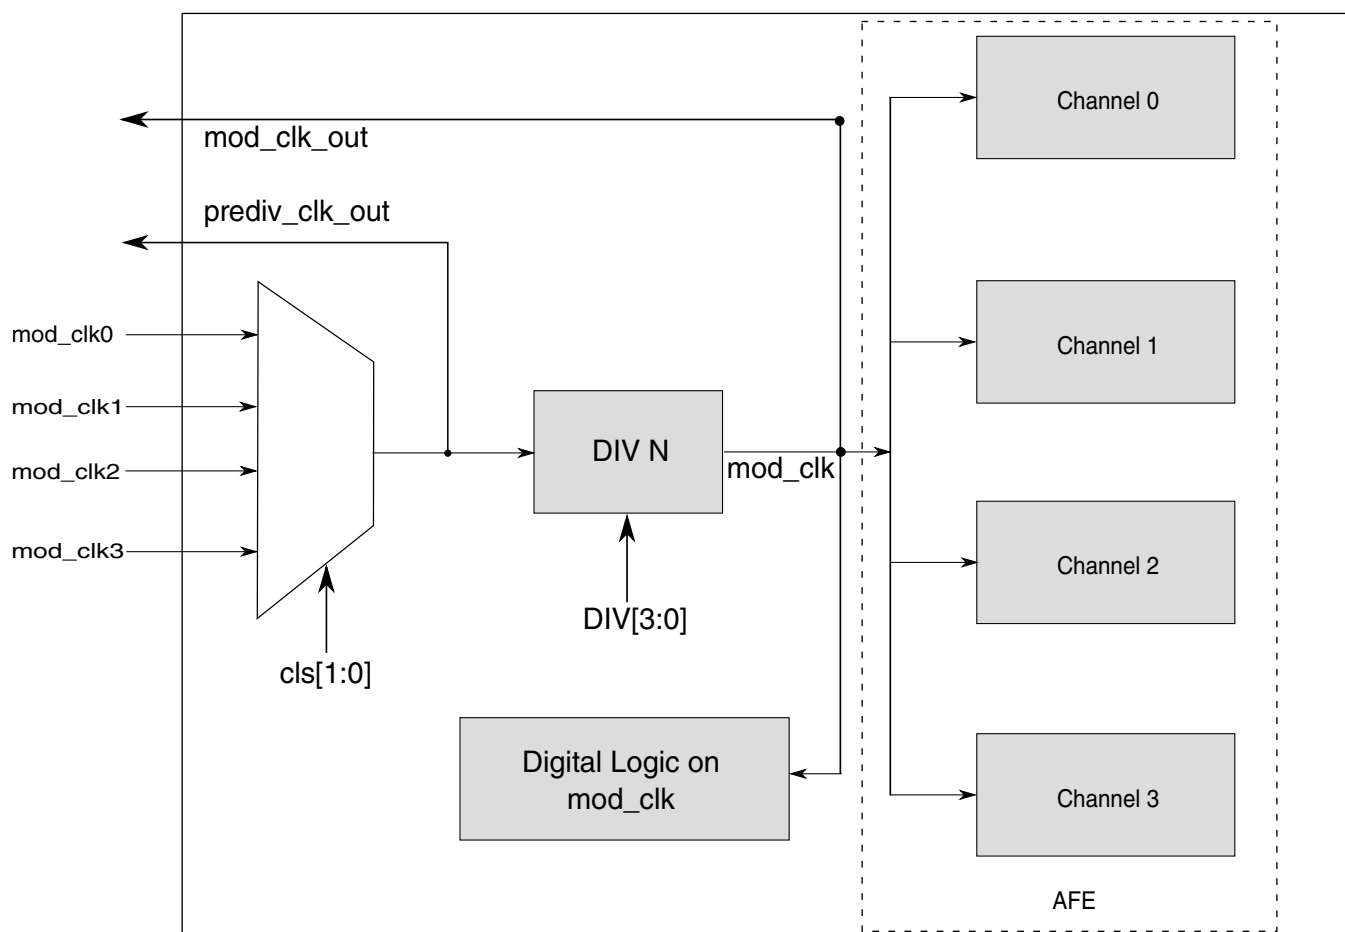 Channel 0
mod_clk_out
prediv_clk_out
mod_clk0
Channel 1
mod_clk1
DIV N
mod_clk
mod_clk2
mod_clk3
Channel 2
DIV[3:0]
cls[1:0]
Digital Logic on
mod_clk
Channel 3
AFE